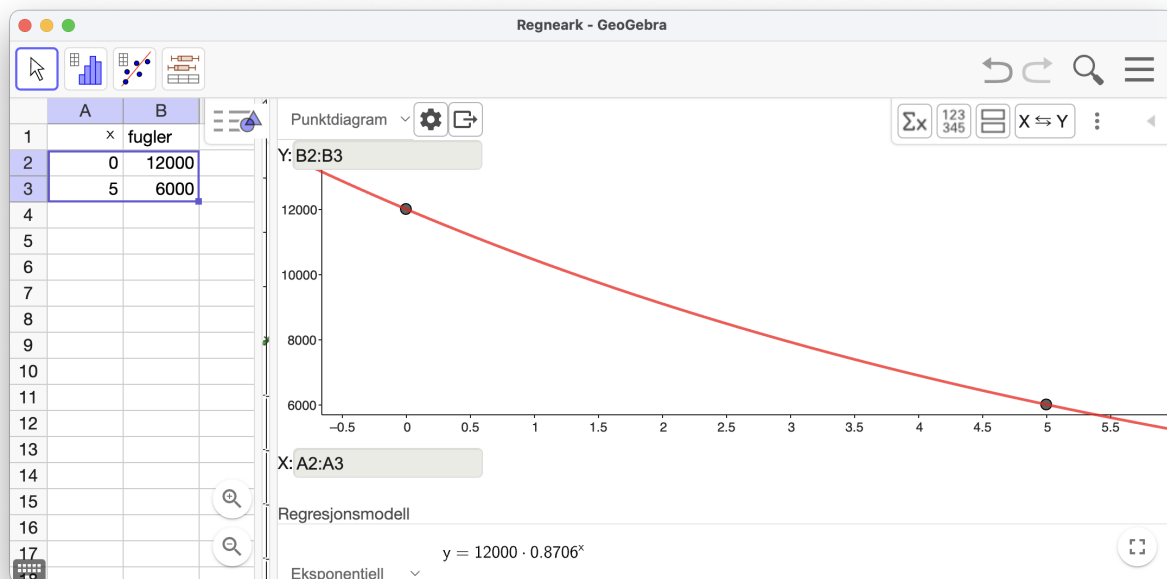 Regneark - GeoGebra
123
345
Σx
X ⇆ Y
Punktdiagram
A B
1 x fugler
2 0 12000
3 5 6000
4
5
6
7
8
9
10
11
12
13
14
15
16
17
Y: B2:B3
12000
10000
8000
6000
−0.5 0 0.5 1 1.5 2 2.5 3 3.5 4 4.5 5 5.5
X: A2:A3
Regresjonsmodell
y = 12000 · 0.8706ˣ
Eksponentiell